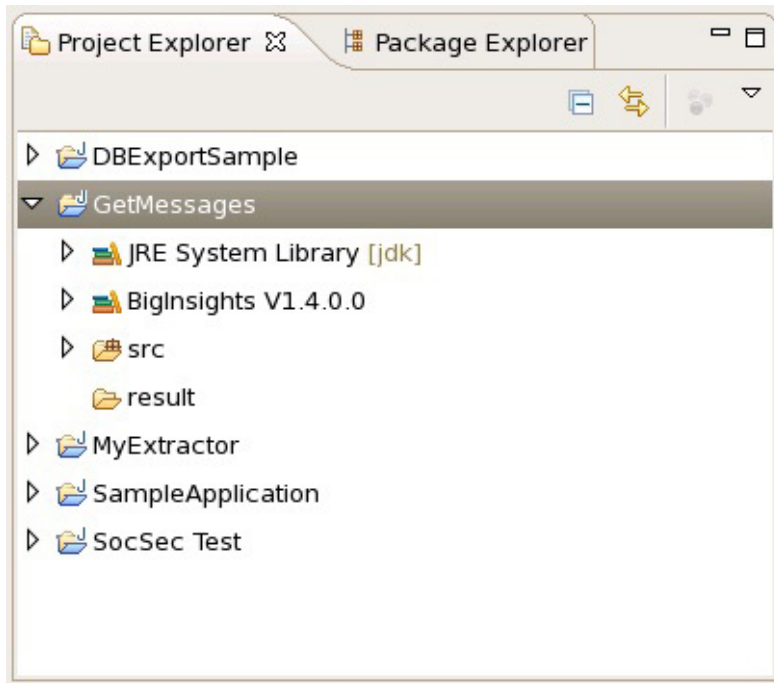 Project Explorer Package Explorer
DBExportSample
GetMessages
JRE System Library [jdk]
BigInsights V1.4.0.0
src
result
MyExtractor
SampleApplication
SocSec Test